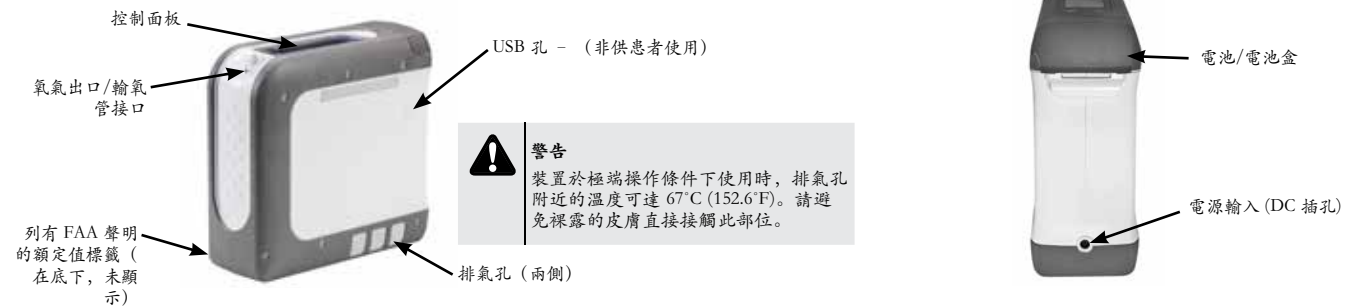 控制面板
氧氣出口/輸氧
管接口
列有 FAA 聲明
的額定值標籤（
在底下，未顯
示）
USB 孔 – （非供患者使用）
警告
裝置於極端操作條件下使用時，排氣孔
附近的溫度可達 67˚C (152.6˚F)。請避
免裸露的皮膚直接接觸此部位。
排氣孔（兩側）
電池/電池盒
電源輸入 (DC 插孔)